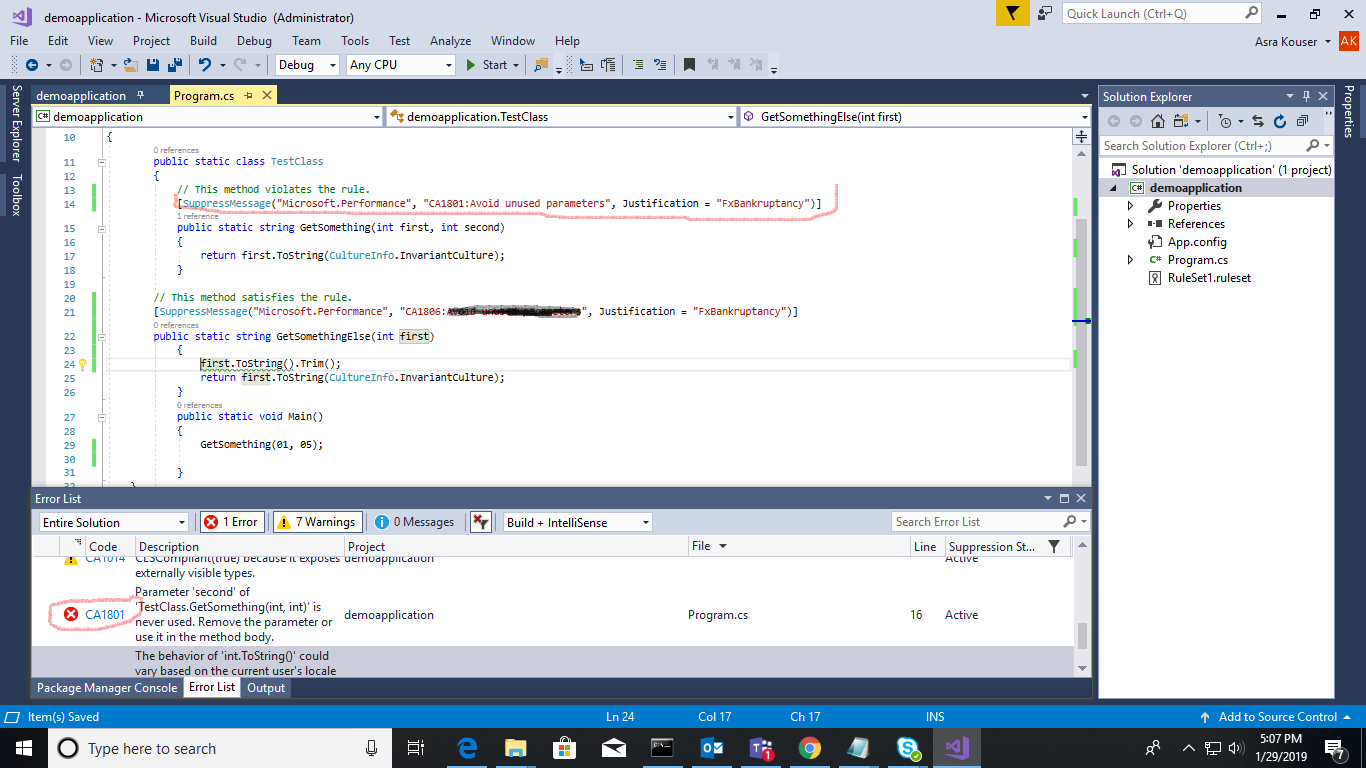 demoapplication - Microsoft Visual Studio (Administrator)
Quick Launch (Ctrl+Q)
File Edit View Project Build Debug Team Tools Test Analyze Window Help
Asra Kouser AK
Debug Any CPU Start
Server Explorer
Toolbox
demoapplication Program.cs
demoapplication demoapplication.TestClass GetSomethingElse(int first)
10 {
0 references
11 public static class TestClass
12 {
13 // This method violates the rule.
14 [SuppressMessage("Microsoft.Performance", "CA1801:Avoid unused parameters", Justification = "FxBankruptancy")]
1 reference
15 public static string GetSomething(int first, int second)
16 {
17 return first.ToString(CultureInfo.InvariantCulture);
18 }
19
20 // This method satisfies the rule.
21 [SuppressMessage("Microsoft.Performance", "CA1806:Avoid unused parameters", Justification = "FxBankruptancy")]
0 references
22 public static string GetSomethingElse(int first)
23 {
24 first.ToString().Trim();
25 return first.ToString(CultureInfo.InvariantCulture);
26 }
0 references
27 public static void Main()
28 {
29 GetSomething(01, 05);
30
31 }
32 }
Error List
Entire Solution 1 Error 7 Warnings 0 Messages Build + IntelliSense Search Error List
Code Description Project File Line Suppression St...
CA1014 CLSCompliant(true) because it exposes externally visible types. demoapplication Active
CA1801 Parameter 'second' of 'TestClass.GetSomething(int, int)' is never used. Remove the parameter or use it in the method body. demoapplication Program.cs 16 Active
The behavior of 'int.ToString()' could vary based on the current user's locale
Package Manager Console Error List Output
Solution Explorer
Search Solution Explorer (Ctrl+;)
Solution 'demoapplication' (1 project)
demoapplication
Properties
References
App.config
Program.cs
RuleSet1.ruleset
Properties
Item(s) Saved Ln 24 Col 17 Ch 17 INS Add to Source Control
Type here to search
1
5:07 PM
1/29/2019
7